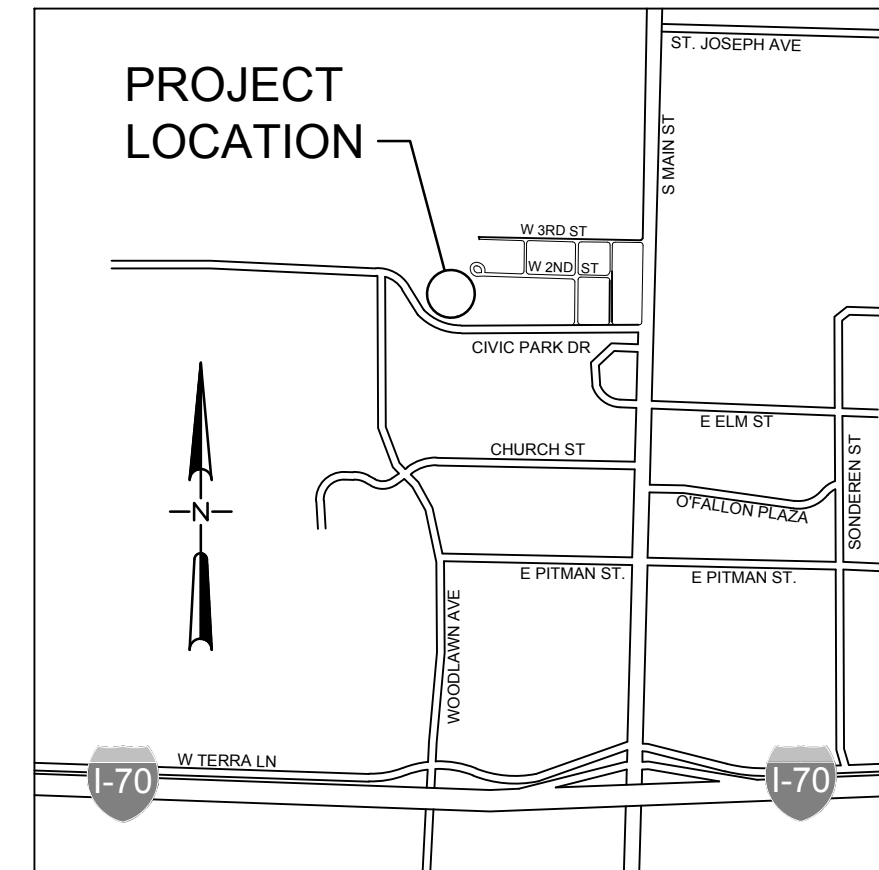 ST. JOSEPH AVE
PROJECT
LOCATION
S MAIN ST
W 3RD ST
W 2ND ST
CIVIC PARK DR
E ELM ST
CHURCH ST
SONDEREN ST
O'FALLON PLAZA
N
E PITMAN ST.
E PITMAN ST.
WOODLAWN AVE
W TERRA LN
I-70
I-70